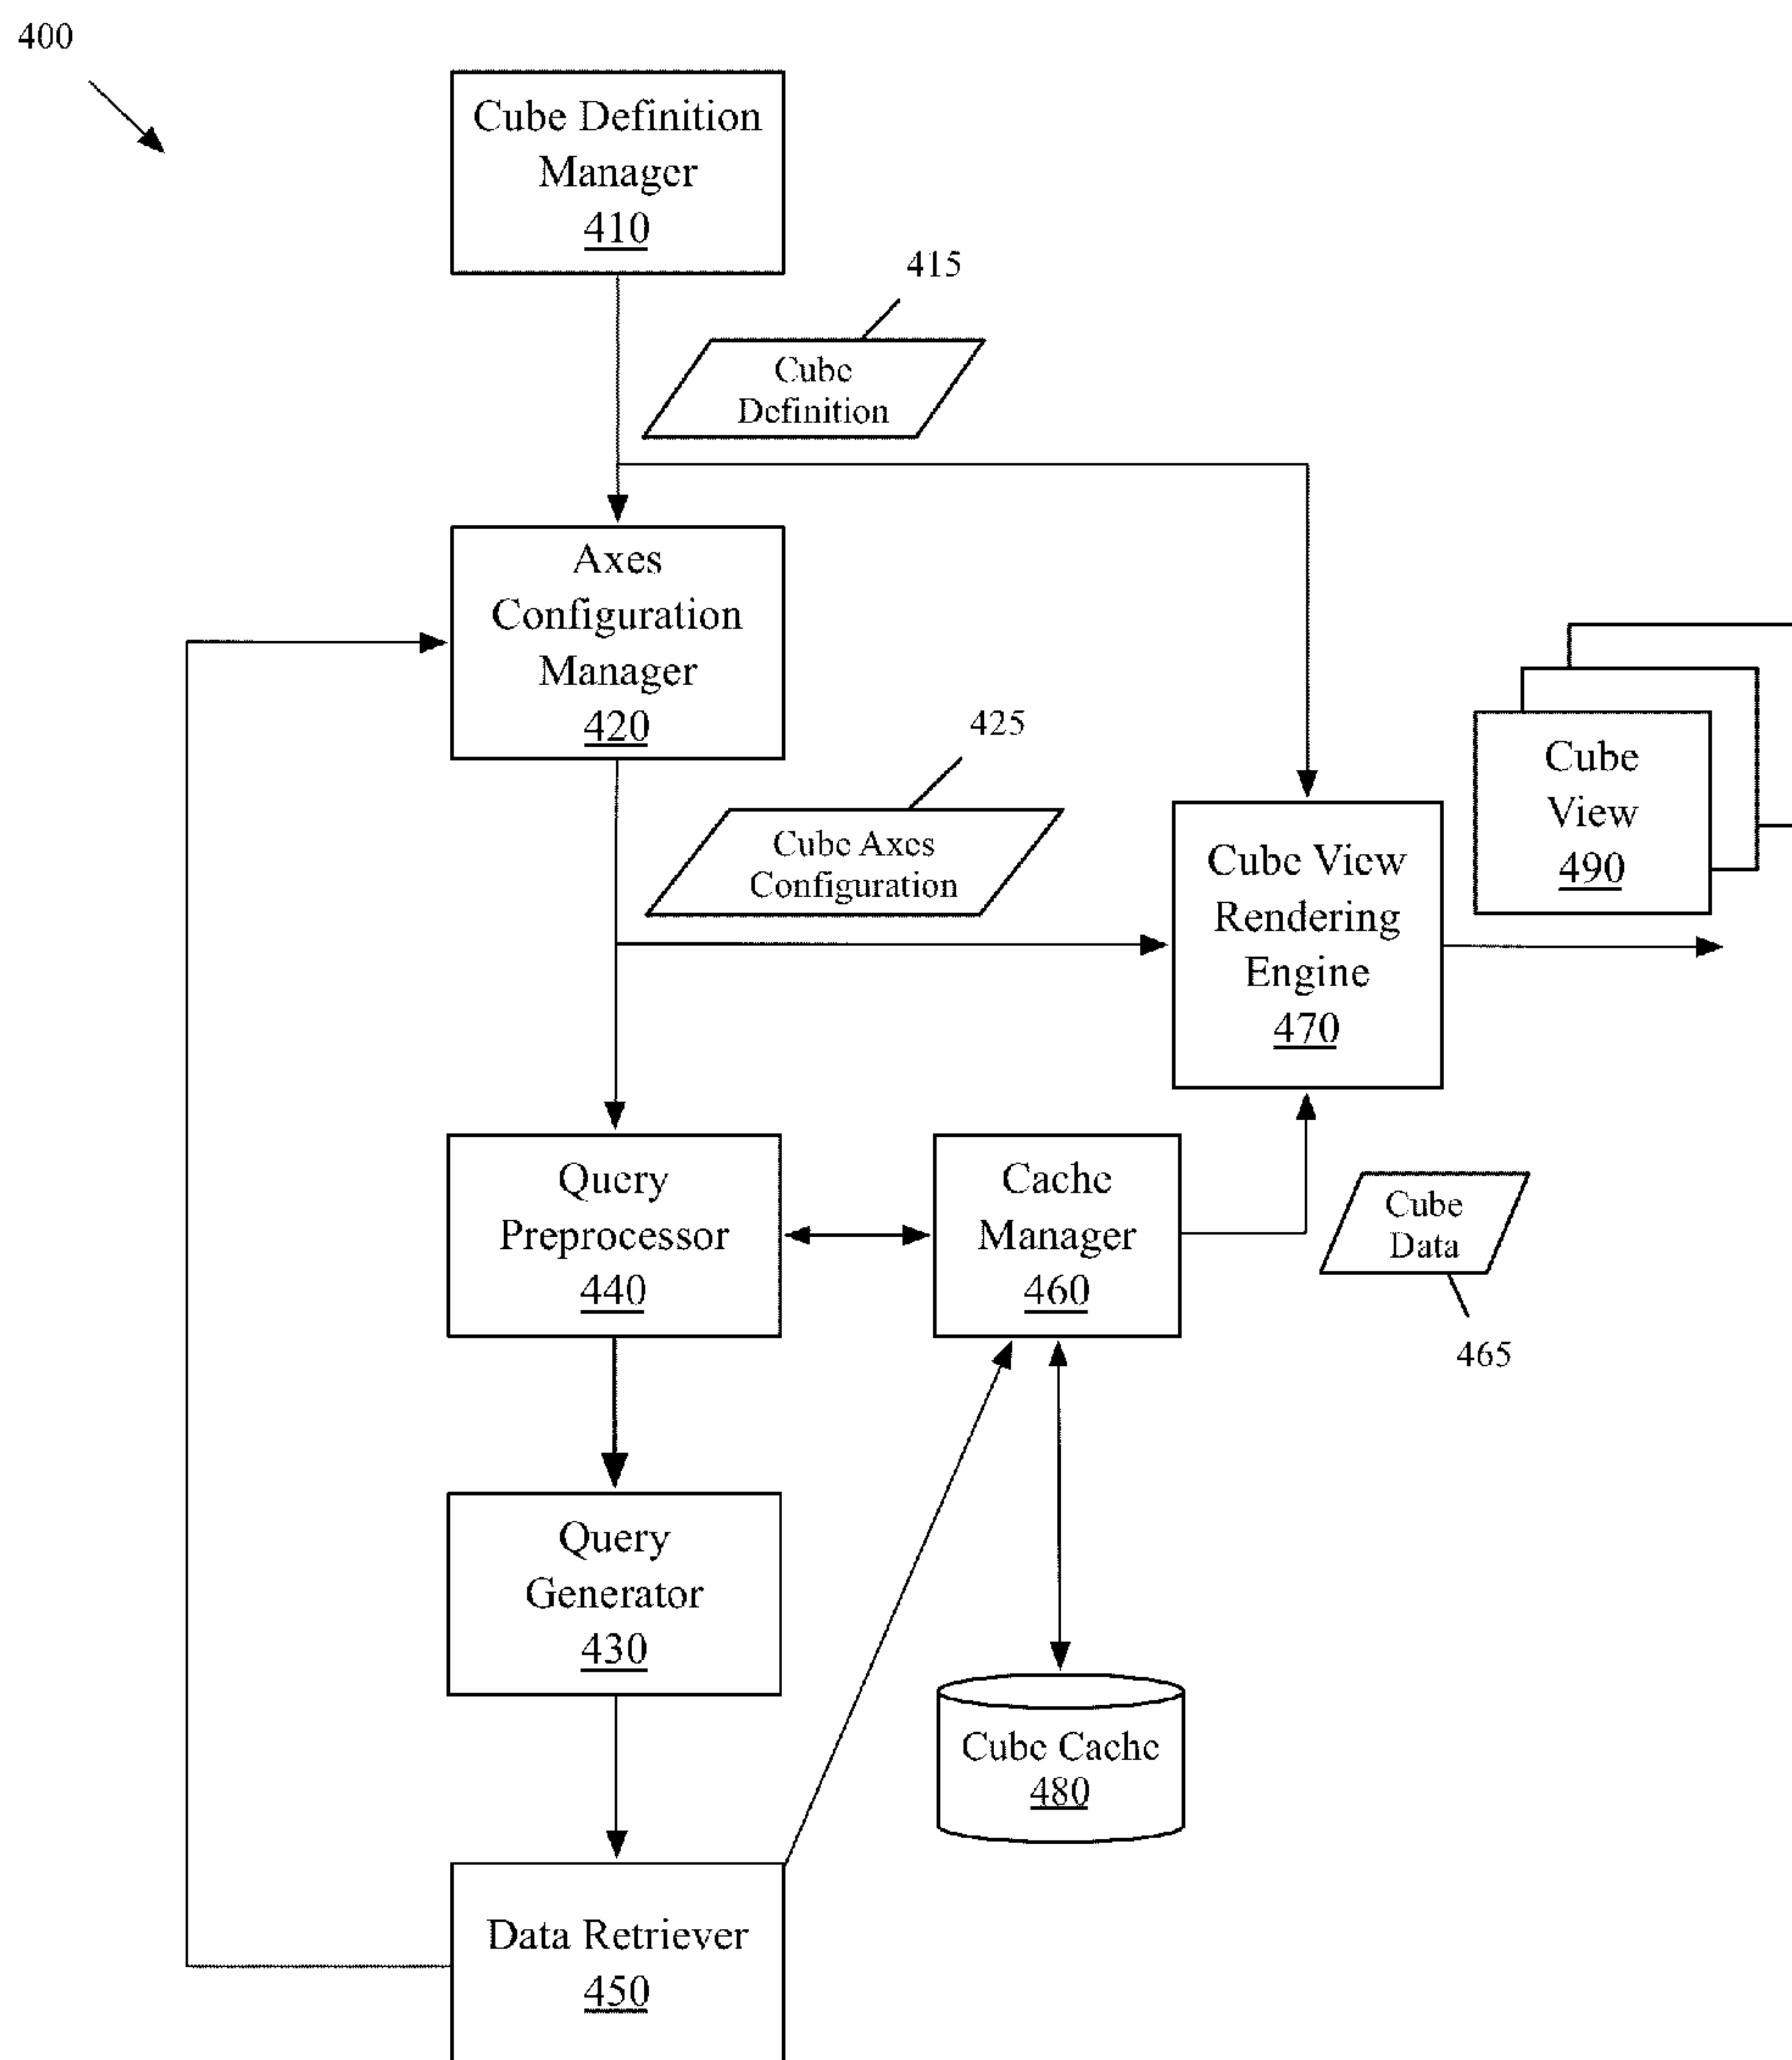 400
Cube Definition
Manager
410
415
Cube
Definition
Axes
Configuration
Manager
420
425
Cube Axes
Configuration
Cube
View
490
Cube View
Rendering
Engine
470
Query
Preprocessor
440
Cache
Manager
460
Cube
Data
465
Query
Generator
430
Cube Cache
480
Data Retriever
450